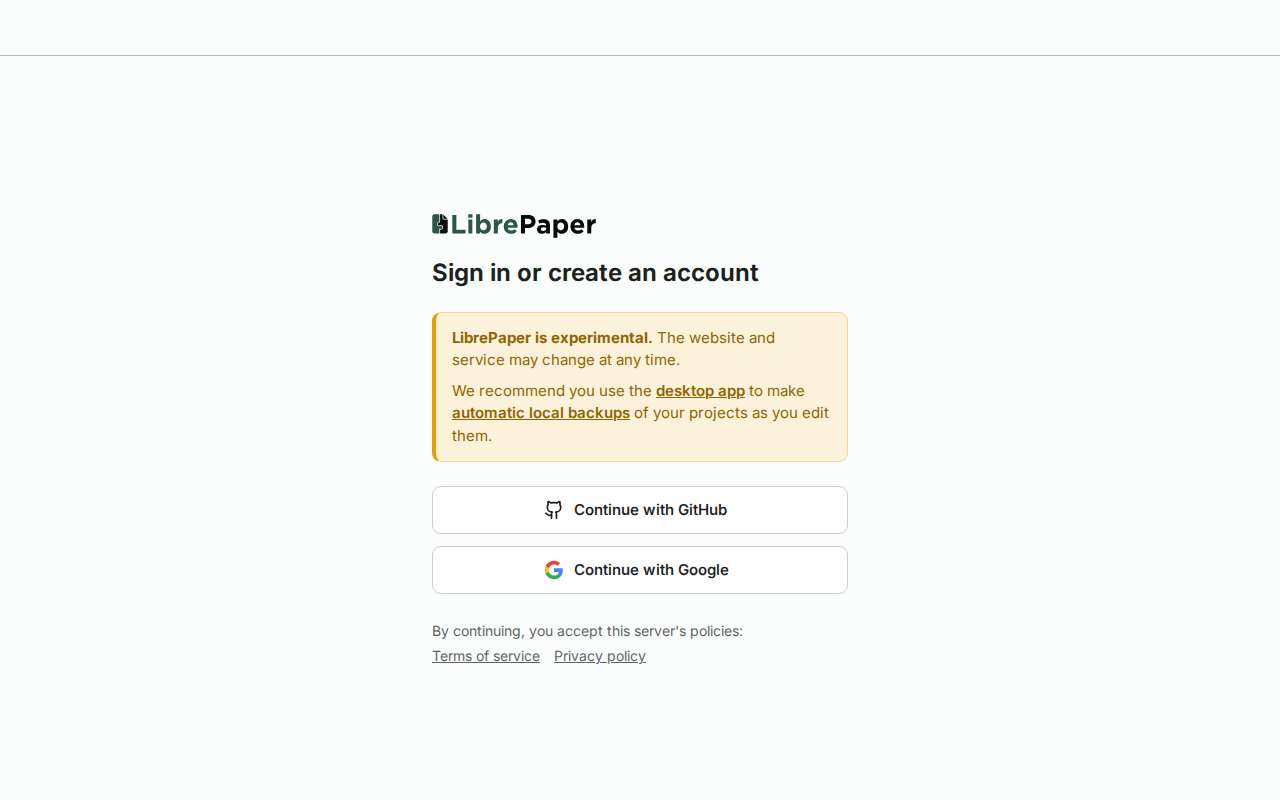 LibrePaper
Sign in or create an account
LibrePaper is experimental. The website and
service may change at any time.
We recommend you use the desktop app to make
automatic local backups of your projects as you edit
them.
Continue with GitHub
Continue with Google
By continuing, you accept this server's policies:
Terms of service Privacy policy